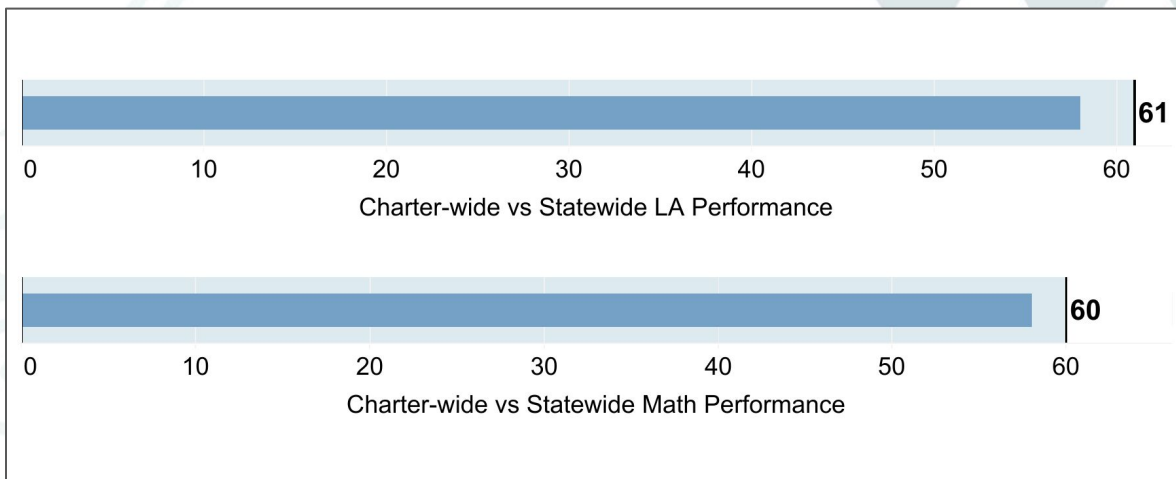 61
0 10 20 30 40 50 60
Charter-wide vs Statewide LA Performance
60
0 10 20 30 40 50 60
Charter-wide vs Statewide Math Performance